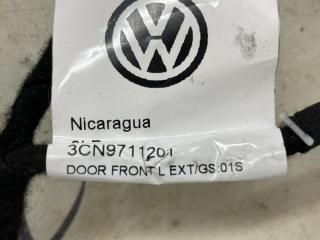 Nicaragua
3CN971120
DOOR FRONT L EXT/GS:01S